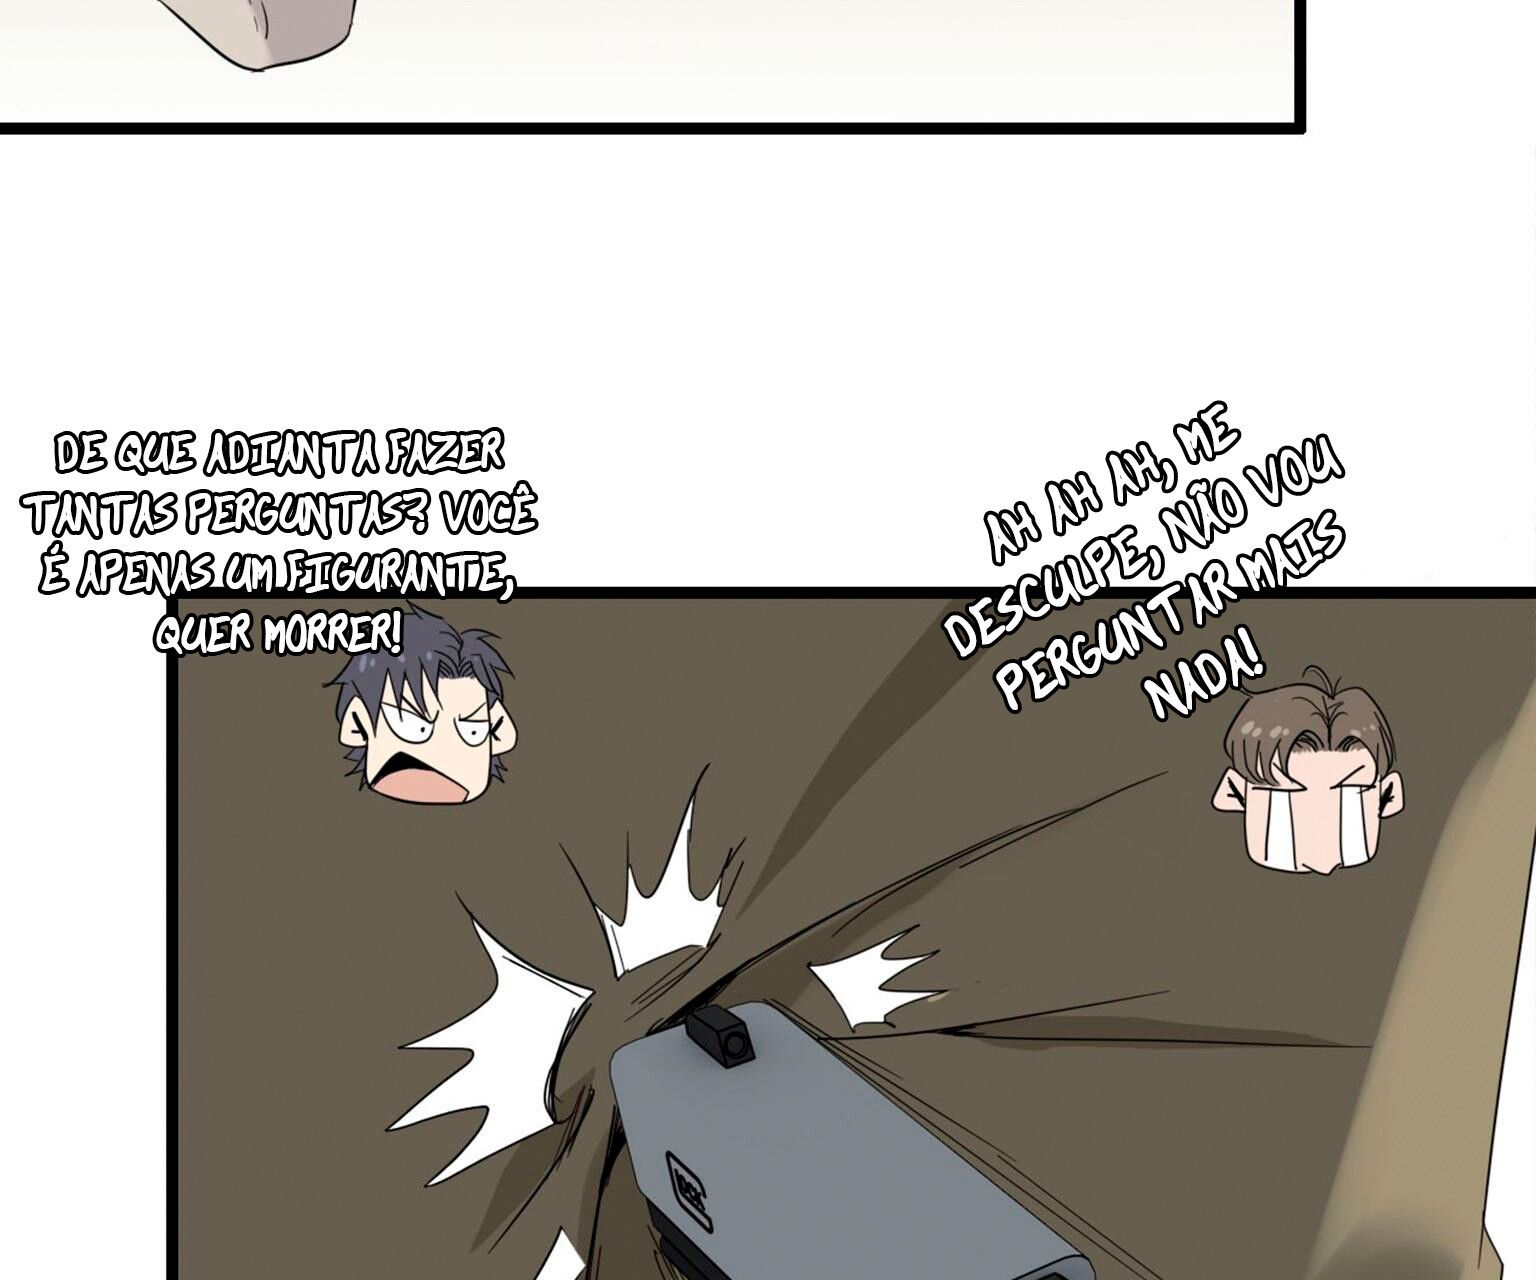 DE QUE ADIANTA FAZER
TANTAS PERGUNTAS? VOCÊ
É APENAS UM FIGURANTE,
QUER MORRER!
AH AH AH, ME
DESCULPE, NÃO VOU
PERGUNTAR MAIS
NADA!